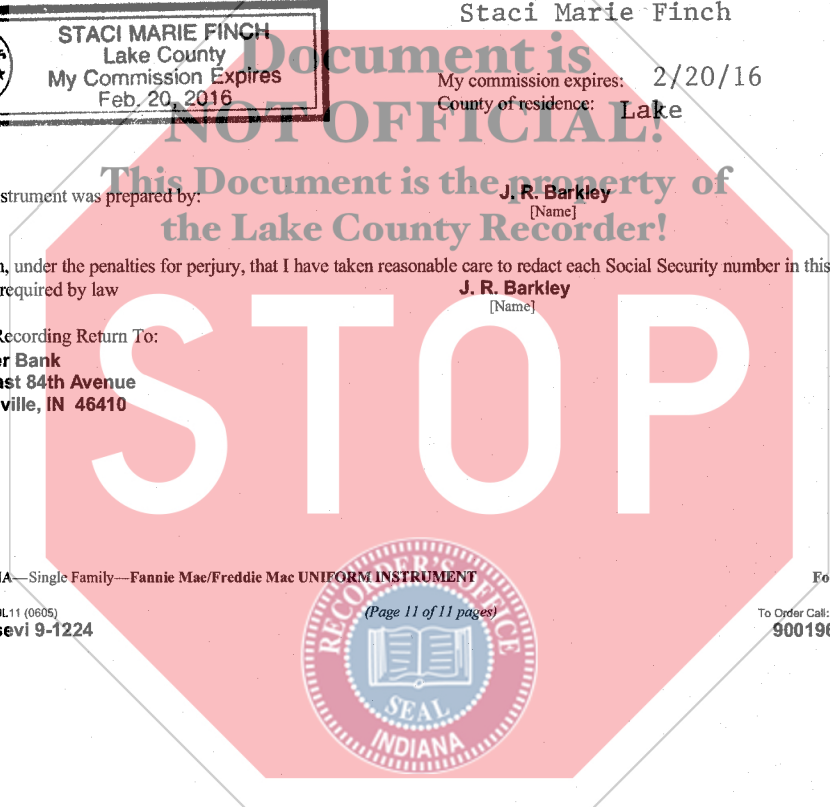 Staci Marie Finch
STACI MARIE FINCH
Lake County
My Commission Expires
Feb. 20, 2016
My commission expires: 2/20/16
County of residence: Lake
Document is
NOT OFFICIAL!
This Document is the property of
the Lake County Recorder!
strument was prepared by: J. R. Barkley
[Name]
n, under the penalties for perjury, that I have taken reasonable care to redact each Social Security number in this
required by law J. R. Barkley
[Name]
Recording Return To:
er Bank
ast 84th Avenue
ville, IN 46410
STOP
A—Single Family—Fannie Mae/Freddie Mac UNIFORM INSTRUMENT Fo
L11 (0605) (Page 11 of 11 pages) To Order Call:
sevi 9-1224 900196
RECORDER'S OFFICE
SEAL
INDIANA